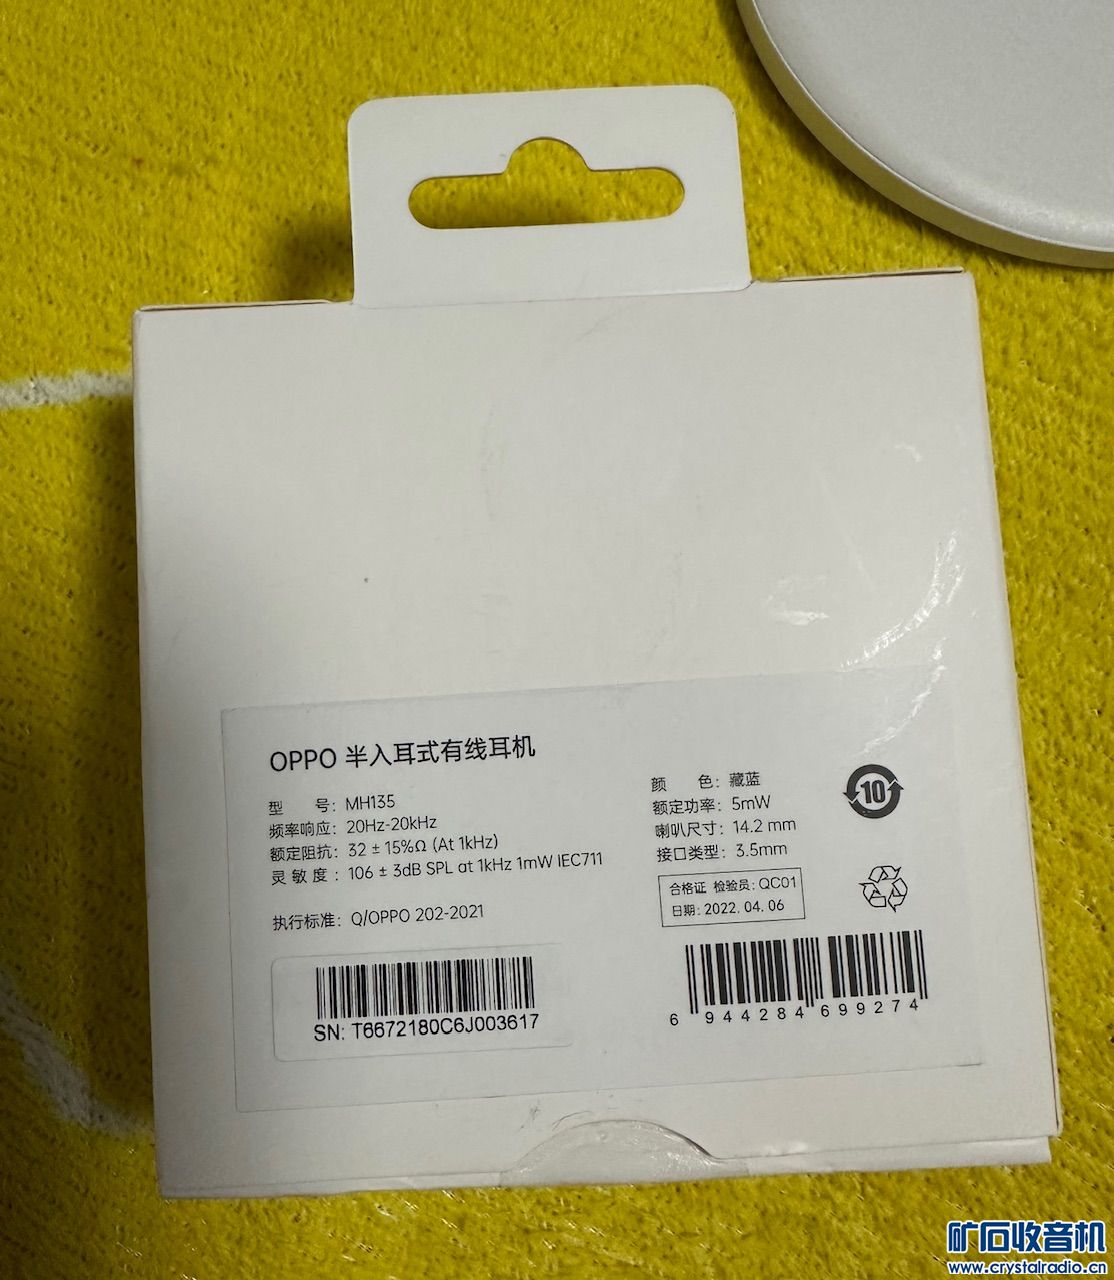 OPPO 半入耳式有线耳机
型 号：MH135
频率响应：20Hz-20kHz
额定阻抗：32 ± 15%Ω (At 1kHz)
灵 敏 度：106 ± 3dB SPL at 1kHz 1mW IEC711
执行标准：Q/OPPO 202-2021
颜 色：藏蓝
额定功率：5mW
喇叭尺寸：14.2 mm
接口类型：3.5mm
10
合格证 检验员：QC01
日期：2022.04.06
SN: T6672180C6J003617
6 944284 699274
矿石收音机
www.crystalradio.cn